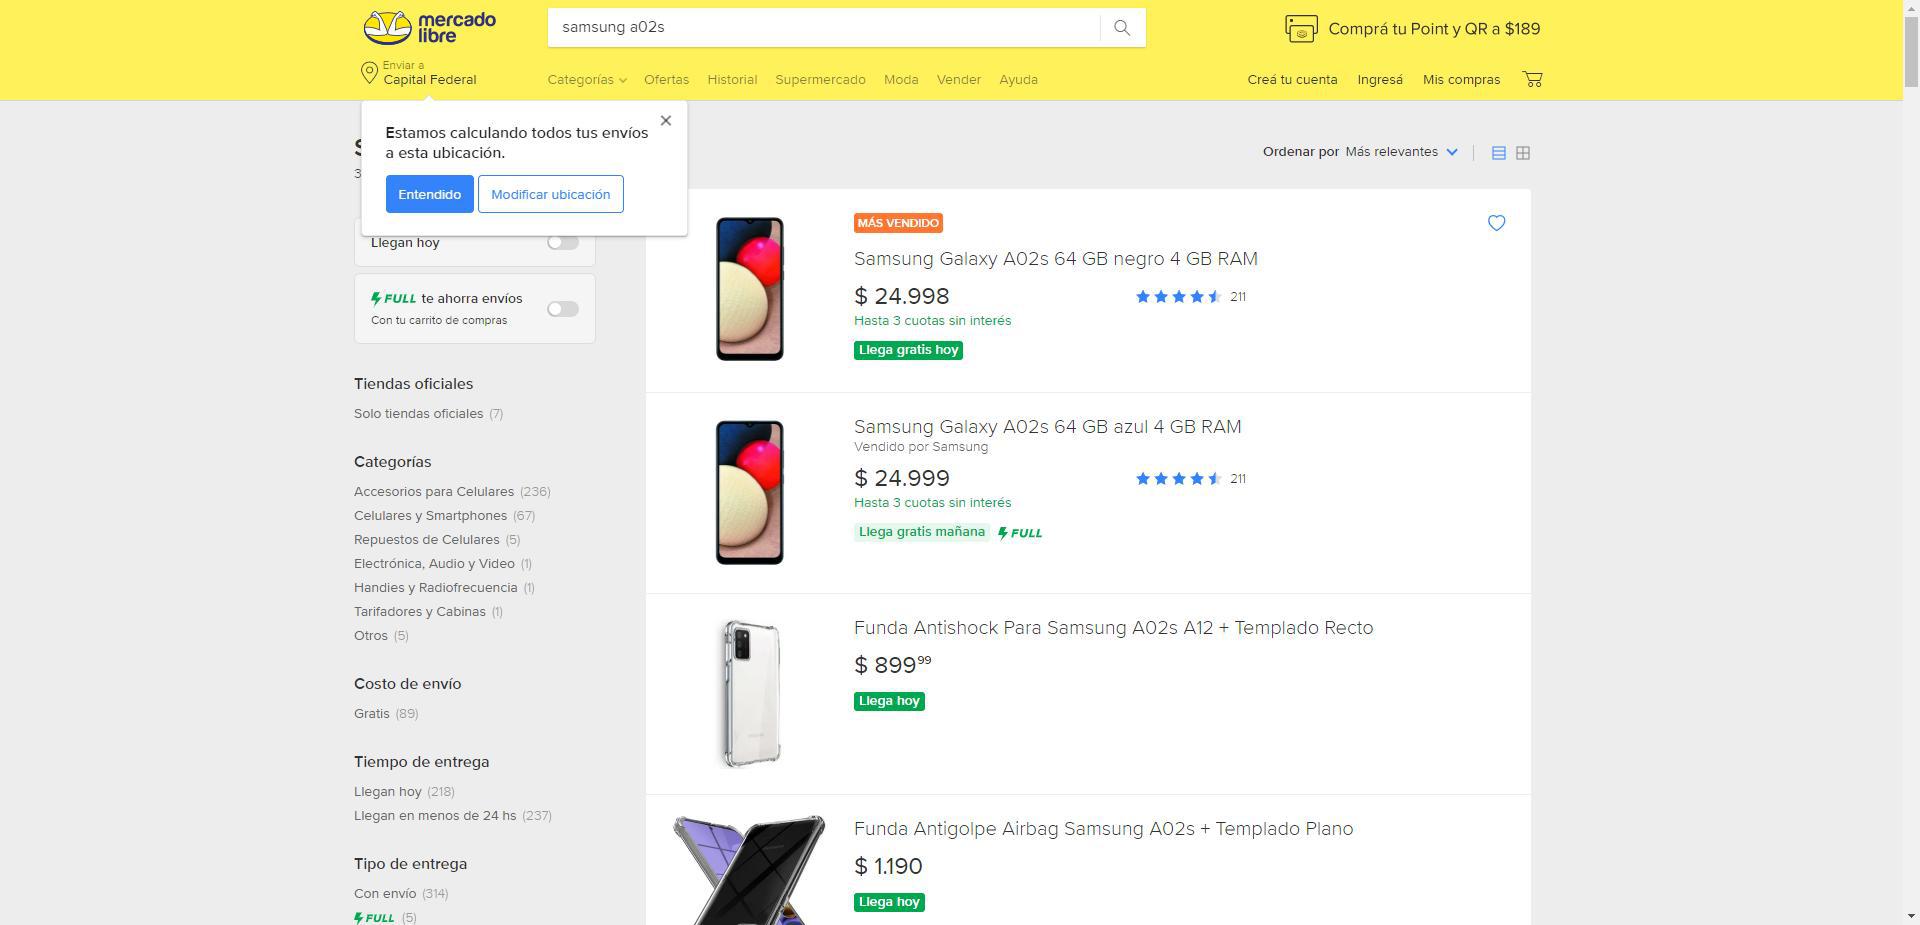 mercado
libre
samsung a02s
Comprá tu Point y QR a $189
Enviar a
Capital Federal
Categorías
Ofertas
Historial
Supermercado
Moda
Vender
Ayuda
Creá tu cuenta
Ingresá
Mis compras
Estamos calculando todos tus envíos
a esta ubicación.
Entendido
Modificar ubicación
Ordenar por Más relevantes
Llegan hoy
FULL te ahorra envíos
Con tu carrito de compras
Tiendas oficiales
Solo tiendas oficiales (7)
Categorías
Accesorios para Celulares (236)
Celulares y Smartphones (67)
Repuestos de Celulares (5)
Electrónica, Audio y Video (1)
Handies y Radiofrecuencia (1)
Tarifadores y Cabinas (1)
Otros (5)
Costo de envío
Gratis (89)
Tiempo de entrega
Llegan hoy (218)
Llegan en menos de 24 hs (237)
Tipo de entrega
Con envío (314)
FULL (5)
MÁS VENDIDO
Samsung Galaxy A02s 64 GB negro 4 GB RAM
$ 24.998
211
Hasta 3 cuotas sin interés
Llega gratis hoy
Samsung Galaxy A02s 64 GB azul 4 GB RAM
Vendido por Samsung
$ 24.999
211
Hasta 3 cuotas sin interés
Llega gratis mañana FULL
Funda Antishock Para Samsung A02s A12 + Templado Recto
$ 899 99
Llega hoy
Funda Antigolpe Airbag Samsung A02s + Templado Plano
$ 1.190
Llega hoy